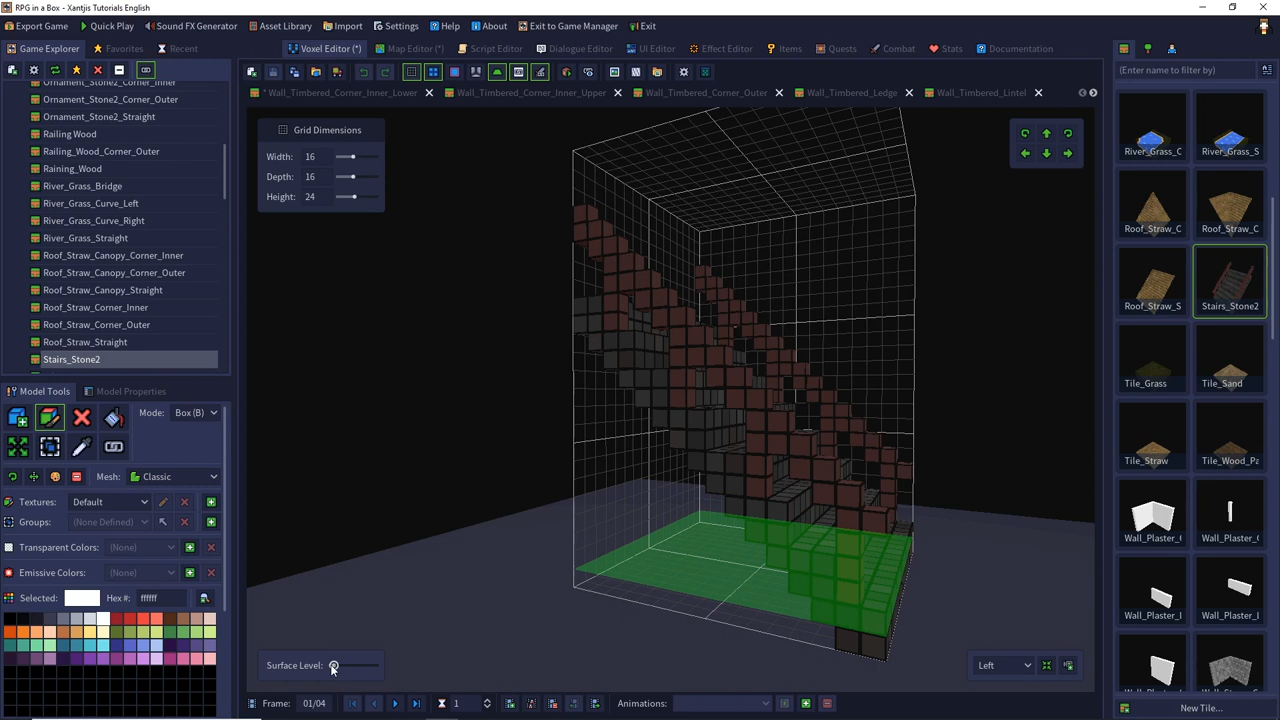 RPG in a Box - Xantjis Tutorials English
Export Game
Quick Play
Sound FX Generator
Asset Library
Import
Settings
Help
About
Exit to Game Manager
Exit
Game Explorer
Favorites
Recent
Voxel Editor (*)
Map Editor (*)
Script Editor
Dialogue Editor
UI Editor
Effect Editor
Items
Quests
Combat
Stats
Documentation
(Enter name to filter by)
* Wall_Timbered_Corner_Inner_Lower
Wall_Timbered_Corner_Inner_Upper
Wall_Timbered_Corner_Outer
Wall_Timbered_Ledge
Wall_Timbered_Lintel
Ornament_Stone2_Corner_Inner
Ornament_Stone2_Corner_Outer
Ornament_Stone2_Straight
Railing Wood
Railing_Wood_Corner_Outer
Raining_Wood
River_Grass_Bridge
River_Grass_Curve_Left
River_Grass_Curve_Right
River_Grass_Straight
Roof_Straw_Canopy_Corner_Inner
Roof_Straw_Canopy_Corner_Outer
Roof_Straw_Canopy_Straight
Roof_Straw_Corner_Inner
Roof_Straw_Corner_Outer
Roof_Straw_Straight
Stairs_Stone2
Grid Dimensions
Width: 16
Depth: 16
Height: 24
Model Tools
Model Properties
Mode: Box (B)
Mesh: Classic
Textures: Default
Groups: (None Defined)
Transparent Colors: (None)
Emissive Colors: (None)
Selected:
Hex #: ffffff
Surface Level:
Left
Frame: 01/04
1
Animations:
River_Grass_C
River_Grass_S
Roof_Straw_C
Roof_Straw_C
Roof_Straw_S
Stairs_Stone2
Tile_Grass
Tile_Sand
Tile_Straw
Tile_Wood_Pa
Wall_Plaster_(
Wall_Plaster_(
Wall_Plaster_I
Wall_Plaster_I
New Tile...